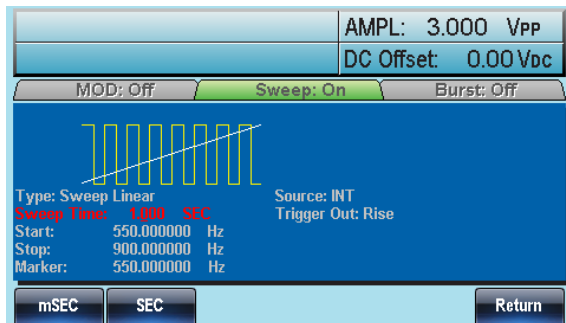 AMPL: 3.000 VPP
DC Offset: 0.00 VDC
MOD: Off Sweep: On Burst: Off
Type: Sweep Linear Source: INT
Sweep Time: 1.000 SEC Trigger Out: Rise
Start: 550.000000 Hz
Stop: 900.000000 Hz
Marker: 550.000000 Hz
mSEC SEC Return